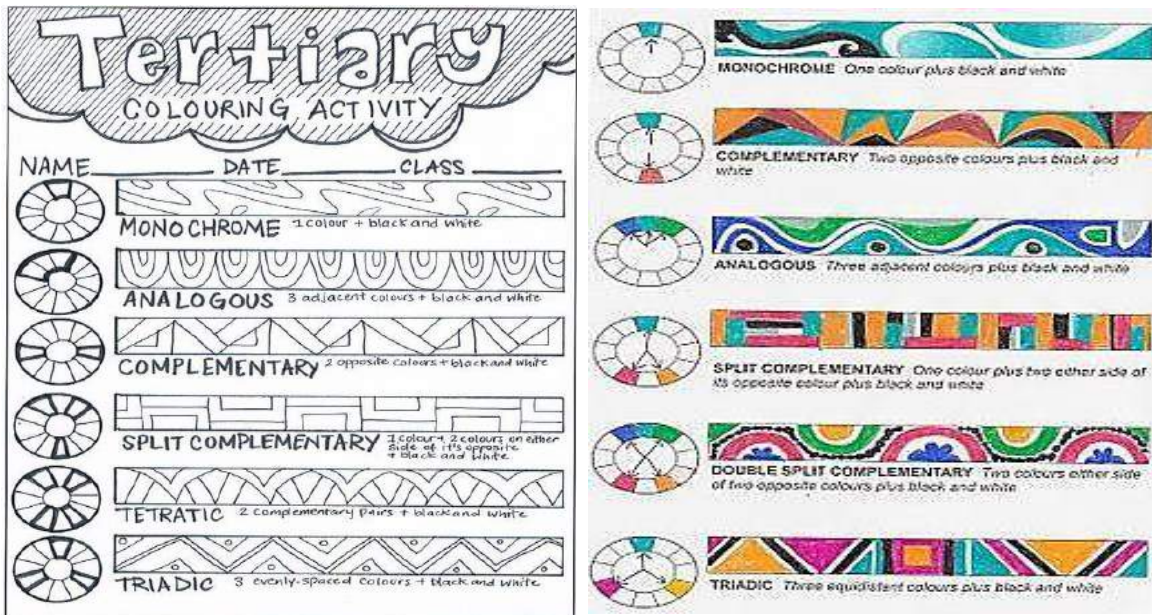 Tertiary
COLOURING ACTIVITY
NAME DATE CLASS
MONOCHROME 1 colour + black and white
ANALOGOUS 3 adjacent colours + black and white
COMPLEMENTARY 2 opposite colours + black and white
SPLIT COMPLEMENTARY 1 colour + 2 colours on either
side of it's opposite
+ black and white
TETRATIC 2 complementary pairs + black and white
TRIADIC 3 evenly-spaced colours + black and white
MONOCHROME One colour plus black and white
COMPLEMENTARY Two opposite colours plus black and
white
ANALOGOUS Three adjacent colours plus black and white
SPLIT COMPLEMENTARY One colour plus two either side of
its opposite colour plus black and white
DOUBLE SPLIT COMPLEMENTARY Two colours either side
of two opposite colours plus black and white
TRIADIC Three equidistant colours plus black and white